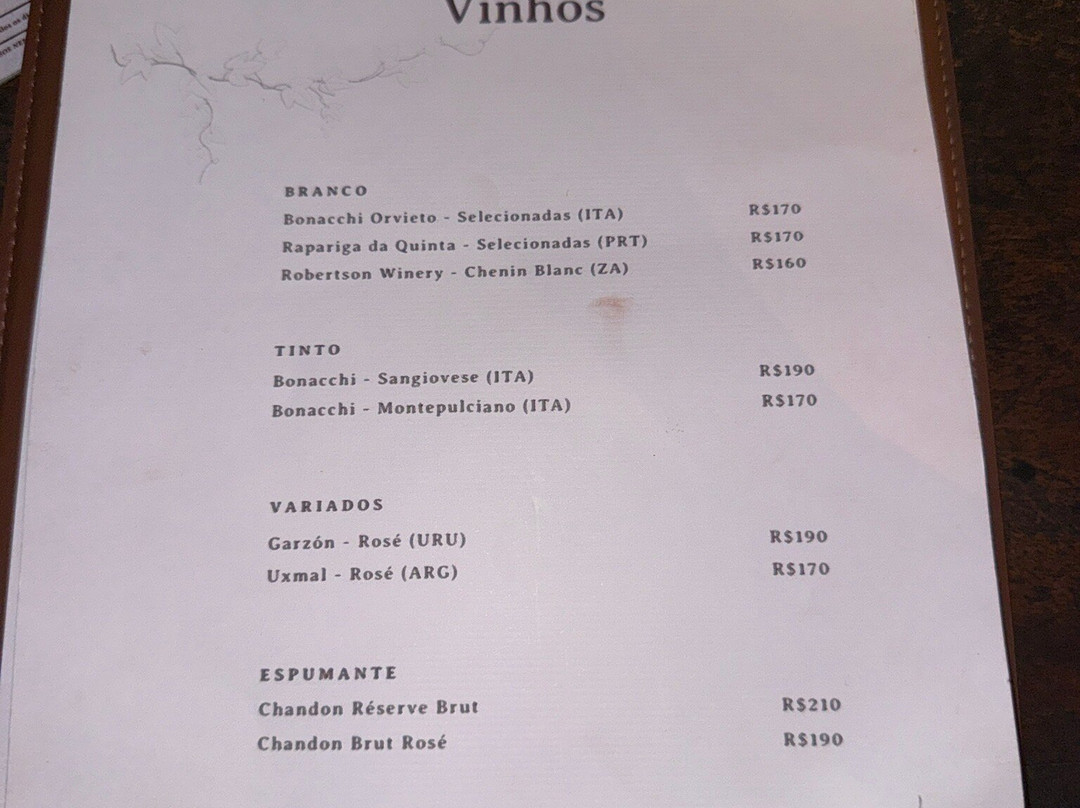 Vinhos
BRANCO
Bonacchi Orvieto - Selecionadas (ITA) R$170
Rapariga da Quinta - Selecionadas (PRT) R$170
Robertson Winery - Chenin Blanc (ZA) R$160
TINTO
Bonacchi - Sangiovese (ITA) R$190
Bonacchi - Montepulciano (ITA) R$170
VARIADOS
Garzón - Rosé (URU) R$190
Uxmal - Rosé (ARG) R$170
ESPUMANTE
Chandon Réserve Brut R$210
Chandon Brut Rosé R$190